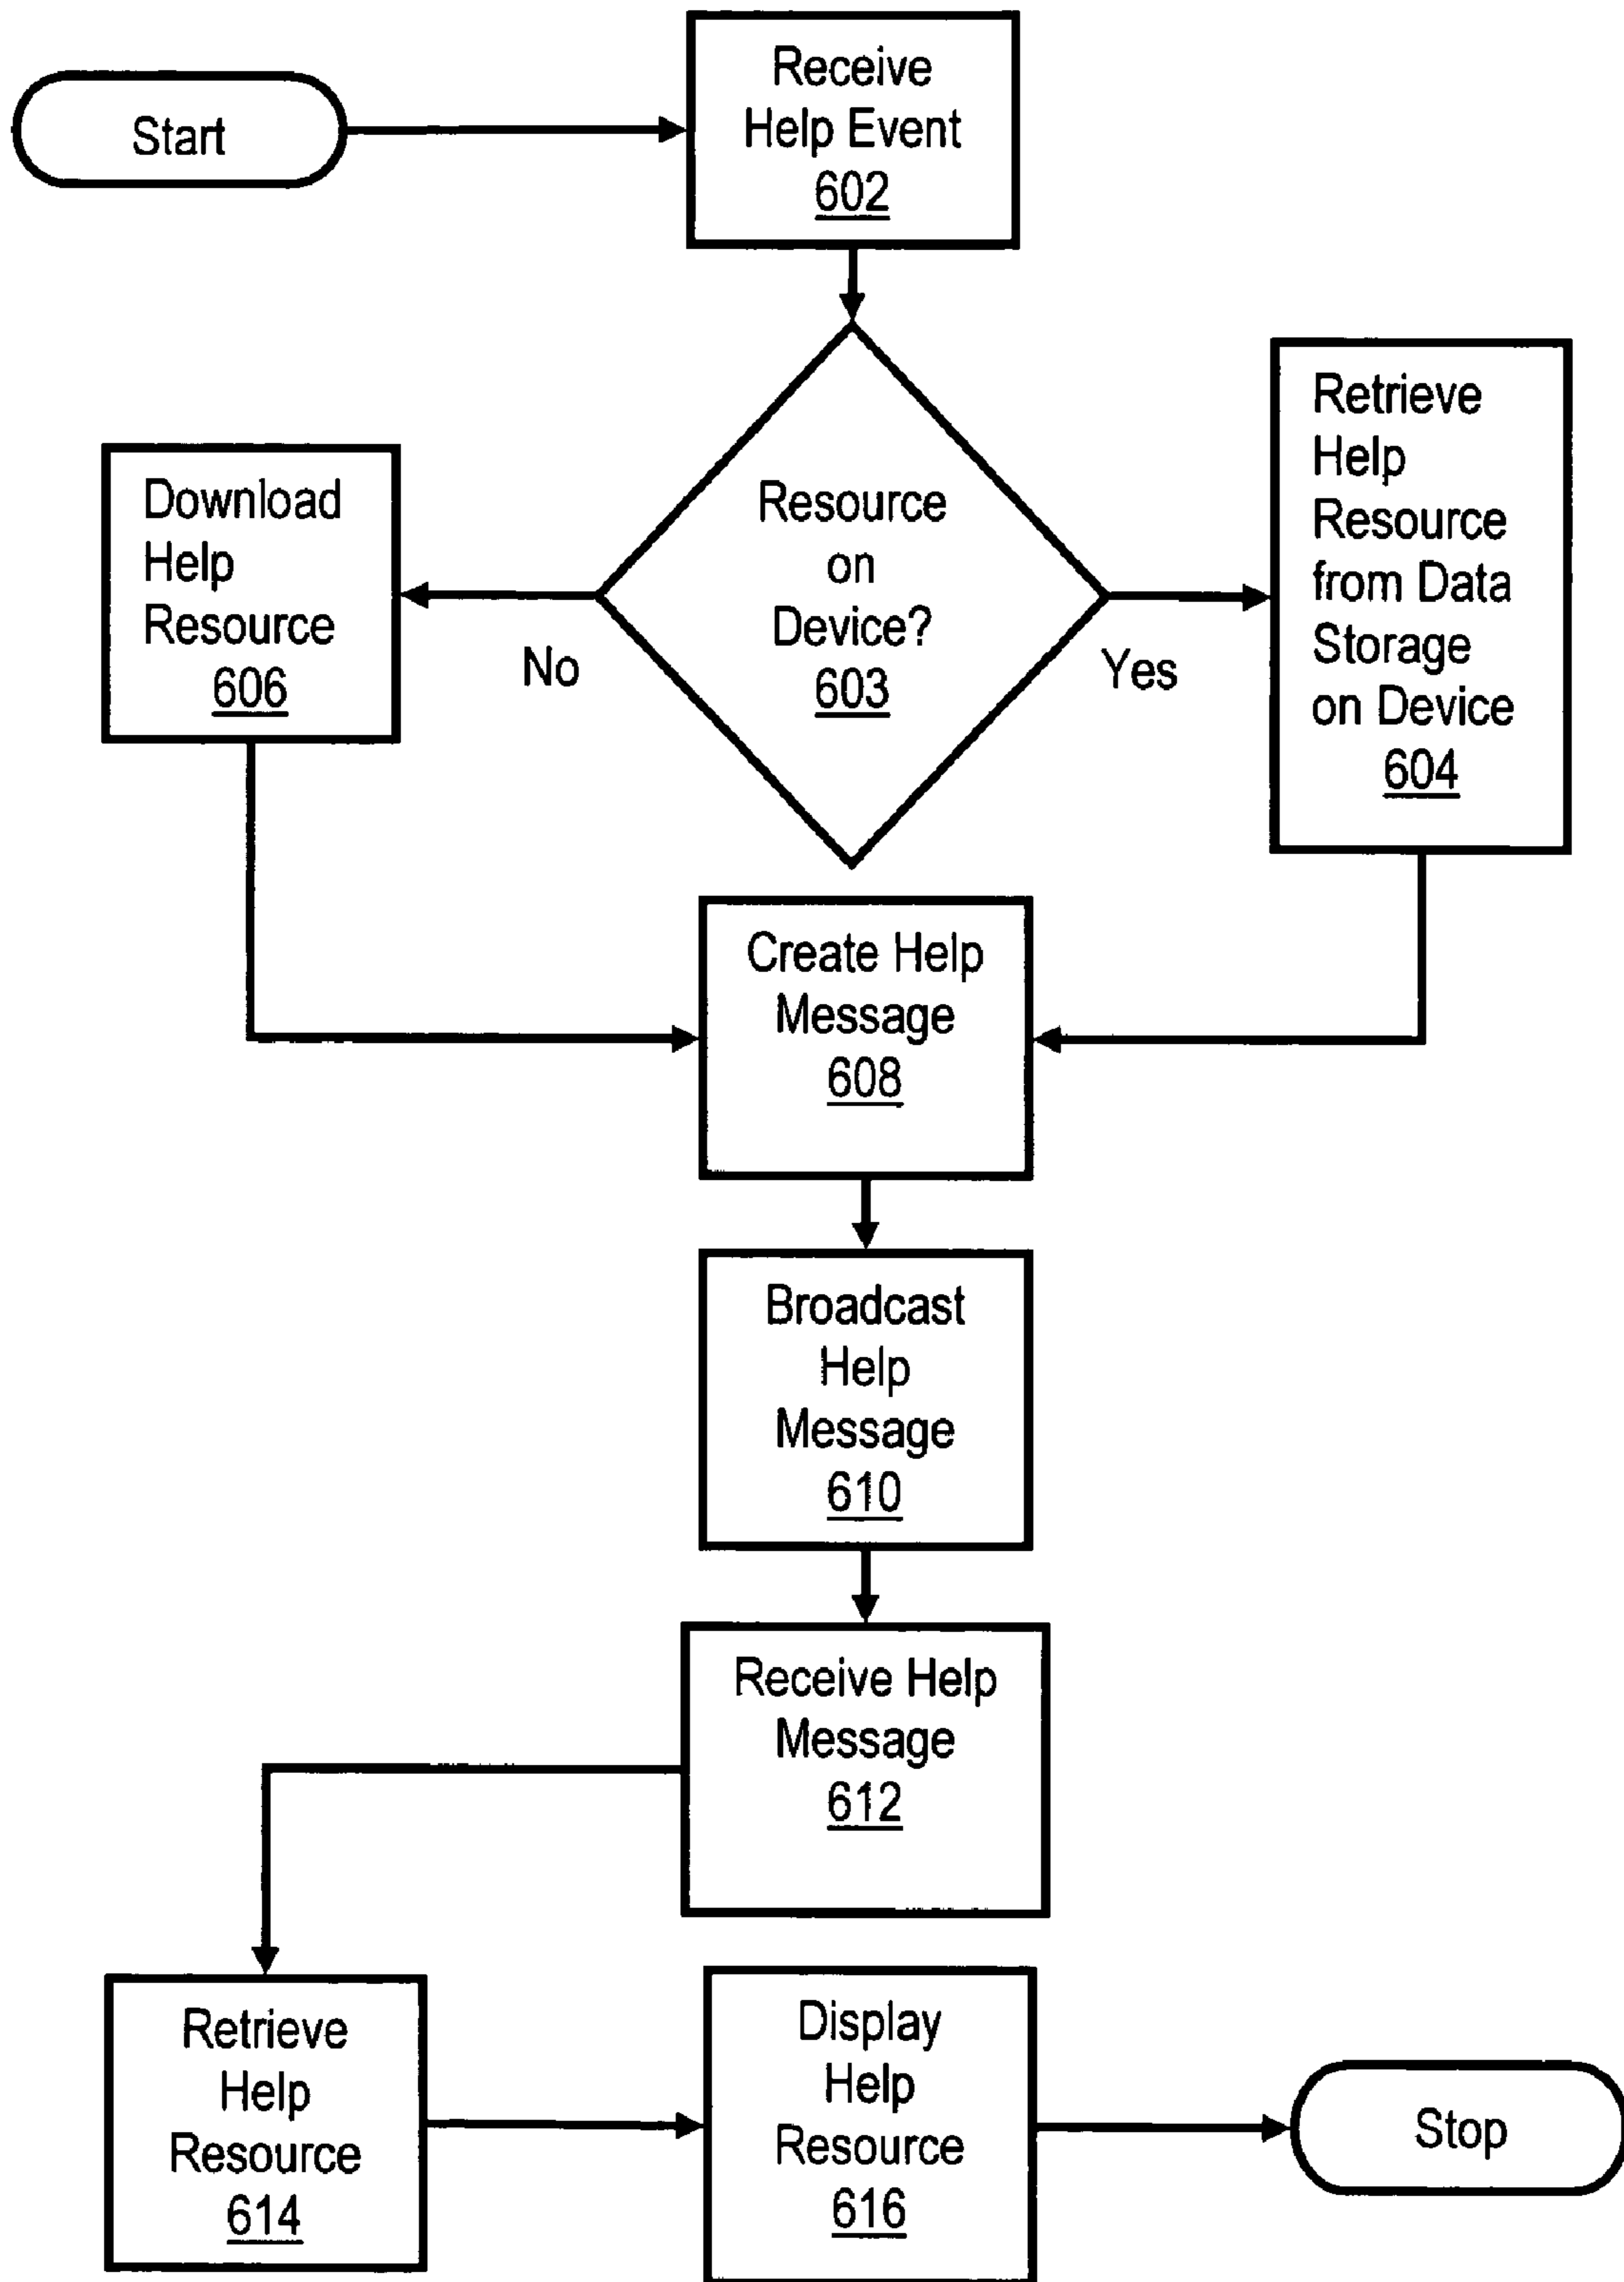 Start
Receive
Help Event
602
Resource
on
Device?
603
No
Yes
Download
Help
Resource
606
Retrieve
Help
Resource
from Data
Storage
on Device
604
Create Help
Message
608
Broadcast
Help
Message
610
Receive Help
Message
612
Retrieve
Help
Resource
614
Display
Help
Resource
616
Stop